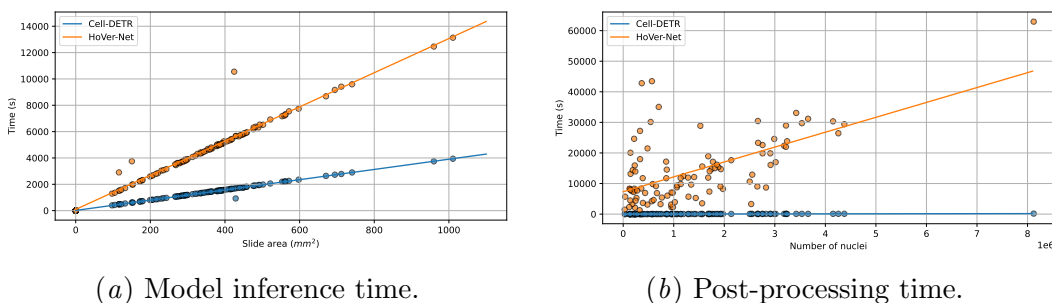 14000
12000
10000
8000
6000
4000
2000
0
Time (s)
Cell-DETR
HoVer-Net
0 200 400 600 800 1000
Slide area (mm²)
(a) Model inference time.
60000
50000
40000
30000
20000
10000
0
Time (s)
Cell-DETR
HoVer-Net
0 1 2 3 4 5 6 7 8
1e6
Number of nuclei
(b) Post-processing time.